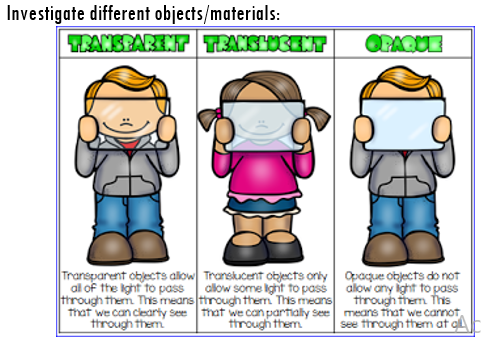 Investigate different objects/materials:
TRANSPARENT
TRANSLUCENT
OPAQUE
Transparent objects allow
all of the light to pass
through them. This means
that we can clearly see
through them.
Translucent objects only
allow some light to pass
through them. This means
that we can partially see
through them.
Opaque objects do not
allow any light to pass
through them. This
means that we cannot
see through them at all.